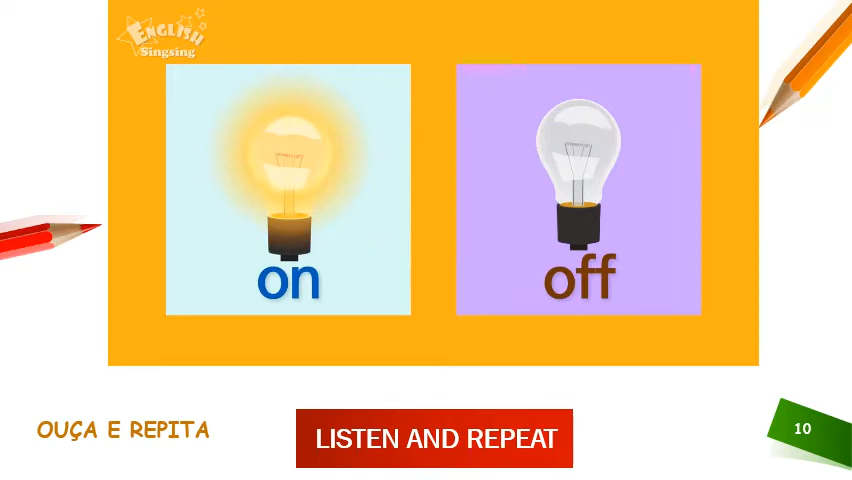 ENGLISH
Singsing
on
off
OUÇA E REPITA
LISTEN AND REPEAT
10